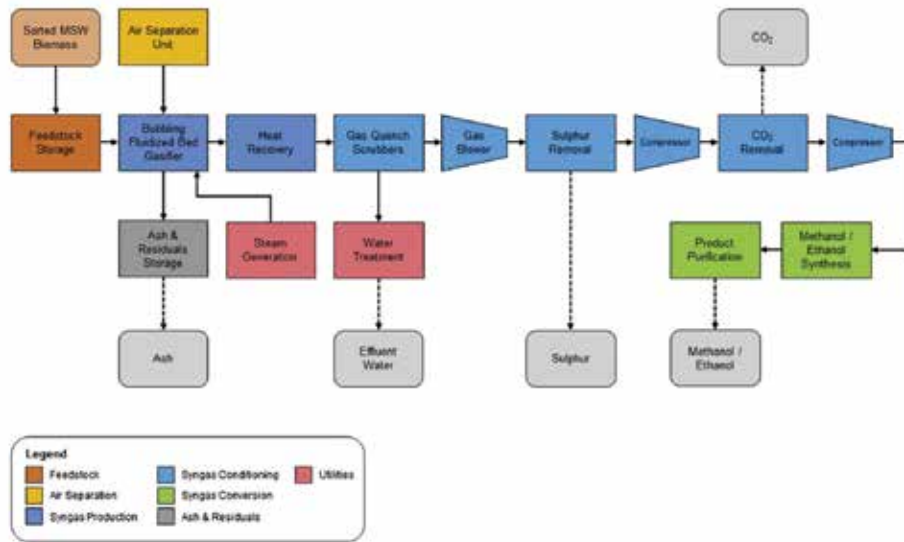 Sorted MSW
Biomass
Air Separation
Unit
CO₂
Feedstock
Storage
Bubbling
Fluidized Bed
Gasifier
Heat
Recovery
Gas Quench
Scrubbers
Gas
Blower
Sulphur
Removal
Compressor
CO₂
Removal
Compressor
Ash &
Residuals
Storage
Steam
Generation
Water
Treatment
Product
Purification
Methanol /
Ethanol
Synthesis
Ash
Effluent
Water
Sulphur
Methanol /
Ethanol
Legend
Feedstock
Syngas Conditioning
Utilities
Air Separation
Syngas Conversion
Syngas Production
Ash & Residuals